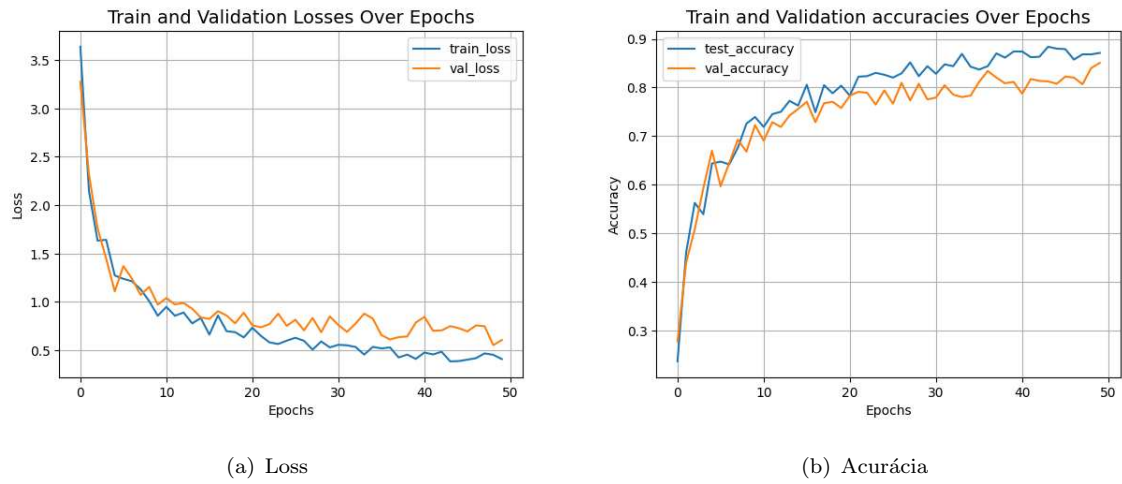 Train and Validation Losses Over Epochs
train_loss
val_loss
3.5
3.0
2.5
2.0
1.5
1.0
0.5
Loss
0 10 20 30 40 50
Epochs
(a) Loss
Train and Validation accuracies Over Epochs
test_accuracy
val_accuracy
0.9
0.8
0.7
0.6
0.5
0.4
0.3
Accuracy
0 10 20 30 40 50
Epochs
(b) Acurácia